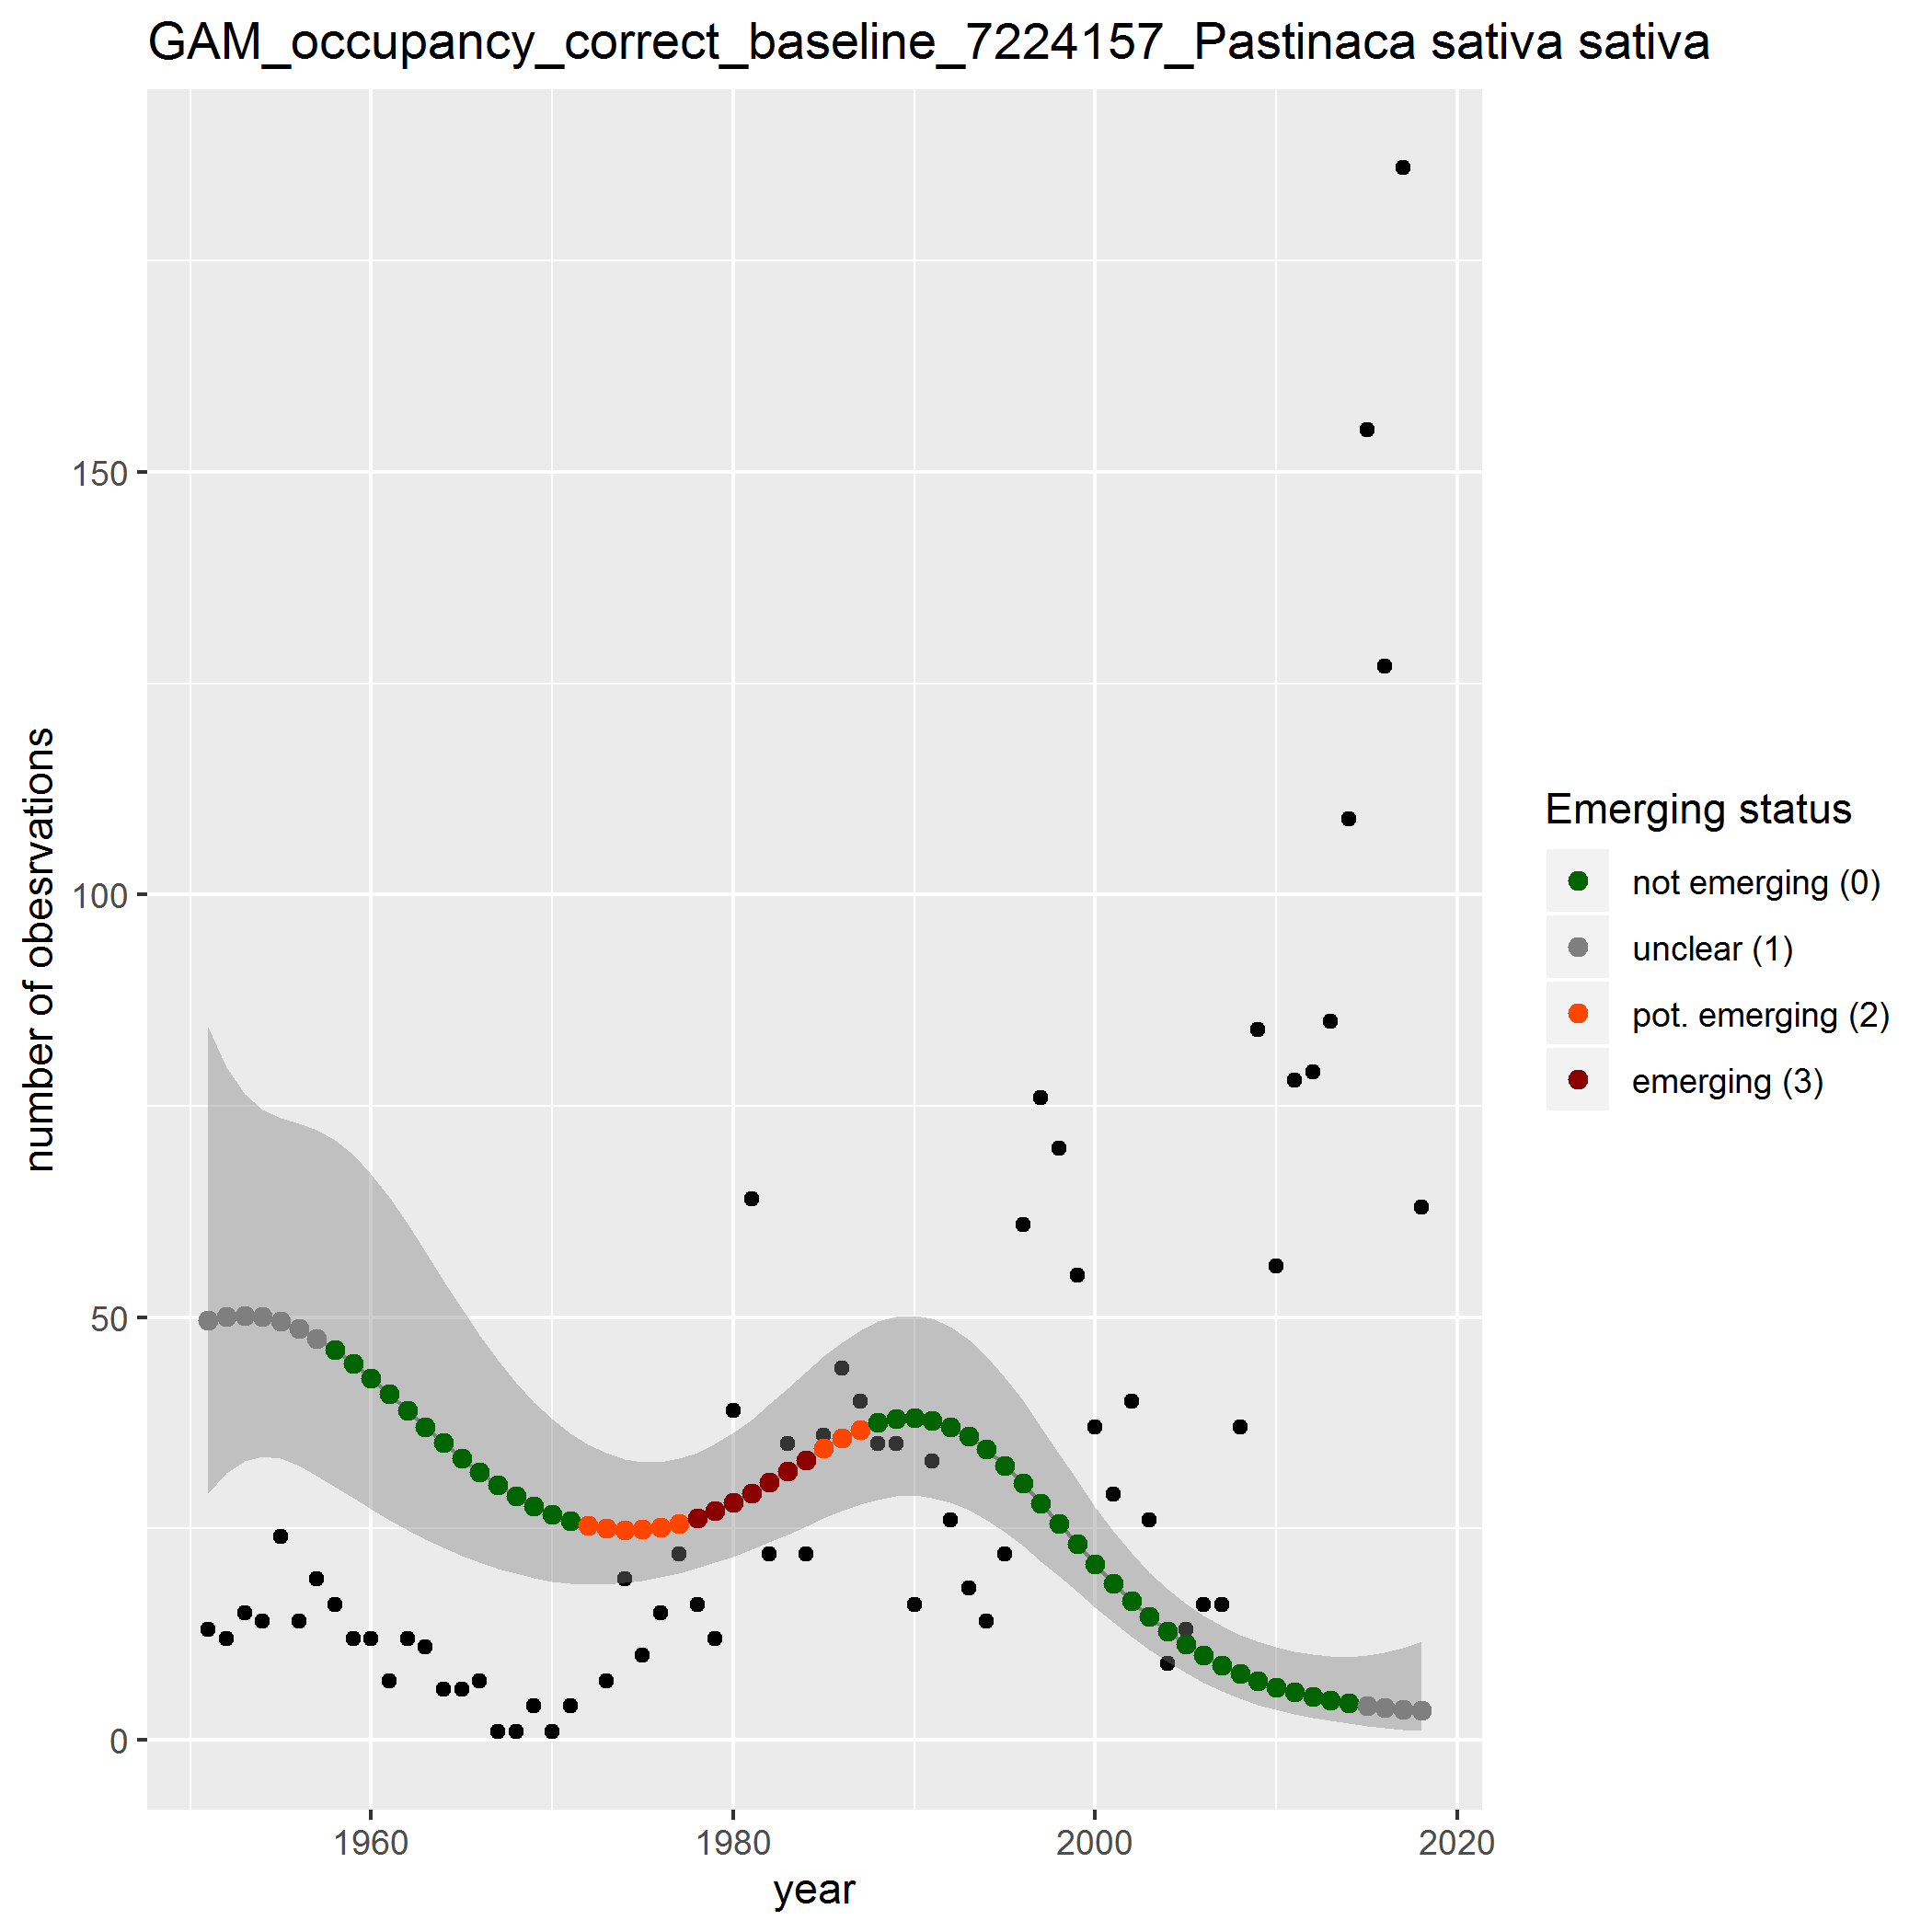 GAM_occupancy_correct_baseline_7224157_Pastinaca sativa sativa
number of obesrvations
150
100
50
0
1960
1980
2000
2020
year
Emerging status
not emerging (0)
unclear (1)
pot. emerging (2)
emerging (3)